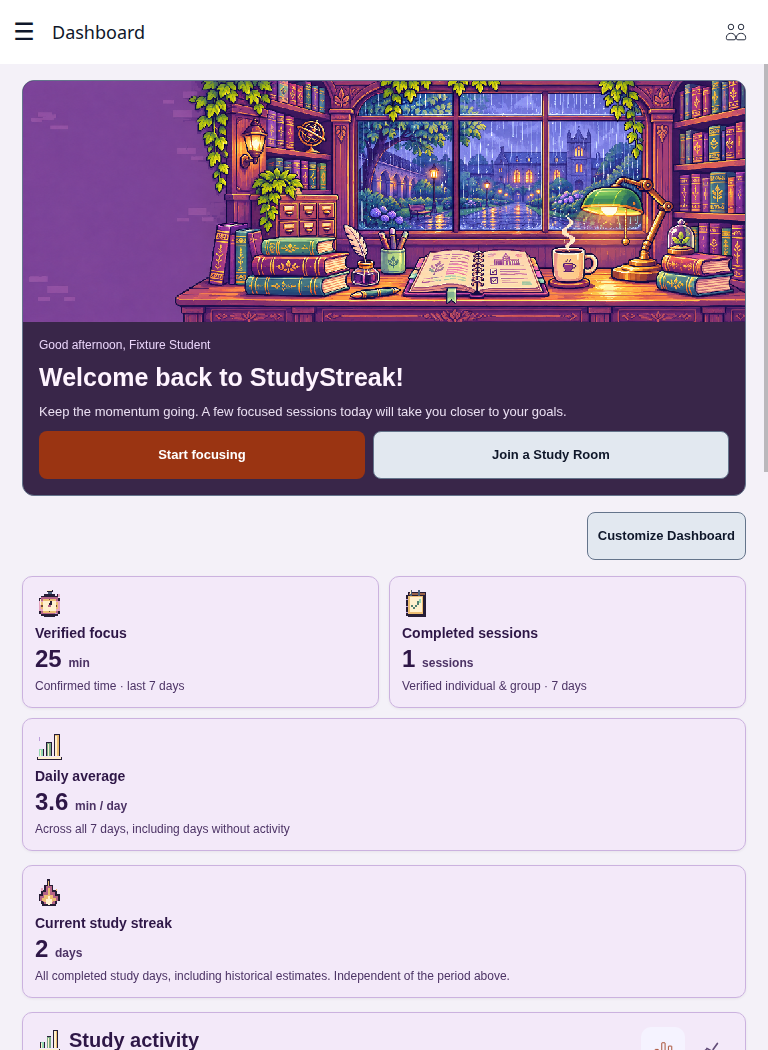 Dashboard
Good afternoon, Fixture Student
Welcome back to StudyStreak!
Keep the momentum going. A few focused sessions today will take you closer to your goals.
Start focusing
Join a Study Room
Customize Dashboard
Verified focus
25 min
Confirmed time · last 7 days
Completed sessions
1 sessions
Verified individual & group · 7 days
Daily average
3.6 min / day
Across all 7 days, including days without activity
Current study streak
2 days
All completed study days, including historical estimates. Independent of the period above.
Study activity